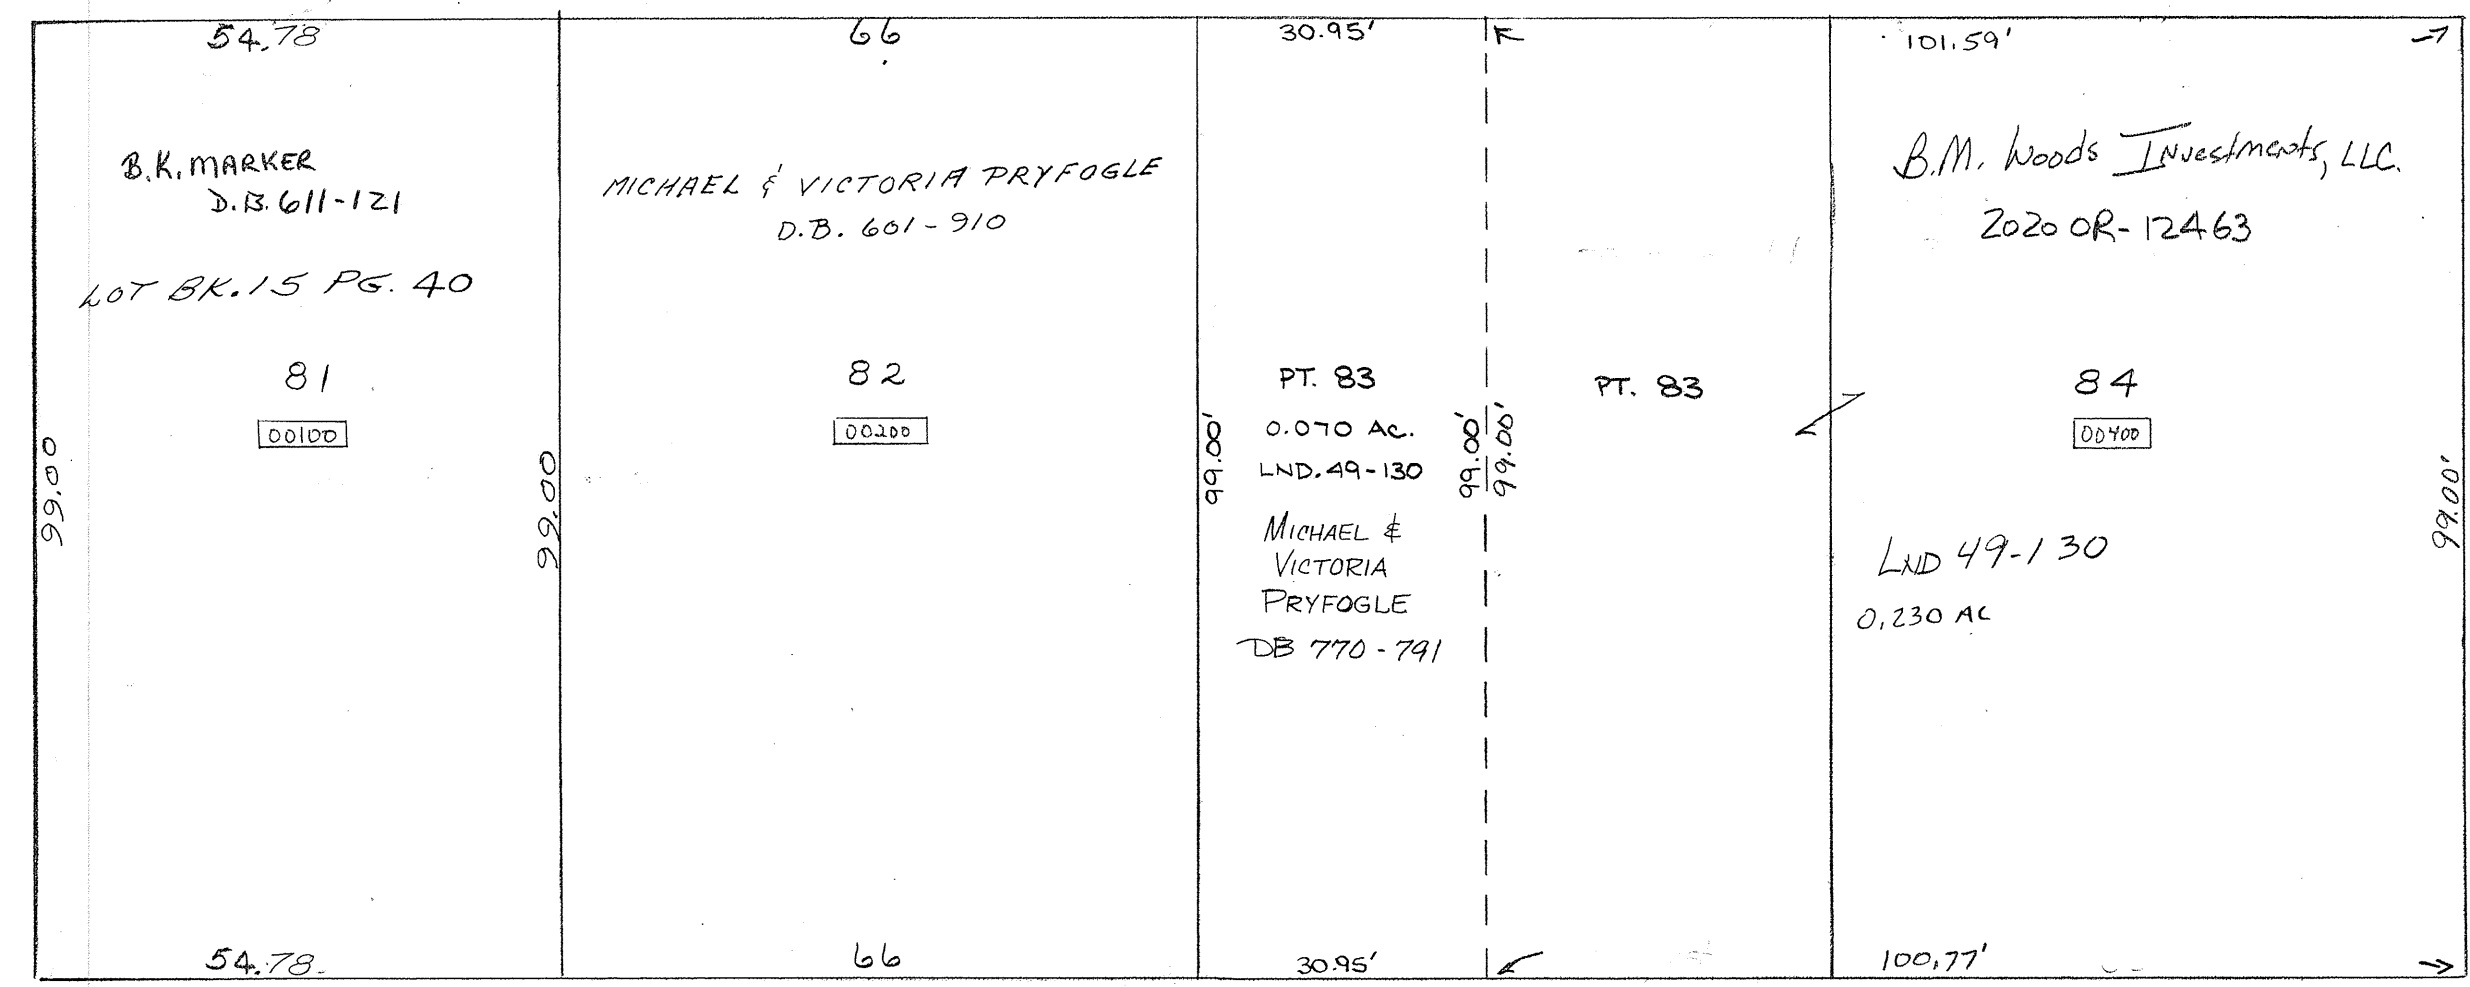 54.78
B.K. MARKER
D.B. 611-121
LOT BK. 15 PG. 40
81
00100
99.00
99.00
54.78
66
MICHAEL & VICTORIA PRYFOGLE
D.B. 601-910
82
00200
66
30.95'
PT. 83
0.070 AC.
LND. 49-130
MICHAEL &
VICTORIA
PRYFOGLE
DB 770-791
99.00'
99.00'
30.95'
99.00'
PT. 83
101.59'
B.M. Woods Investments, LLC.
2020 OR-12463
84
00400
LND 49-130
0.230 AC
99.00'
100.77'